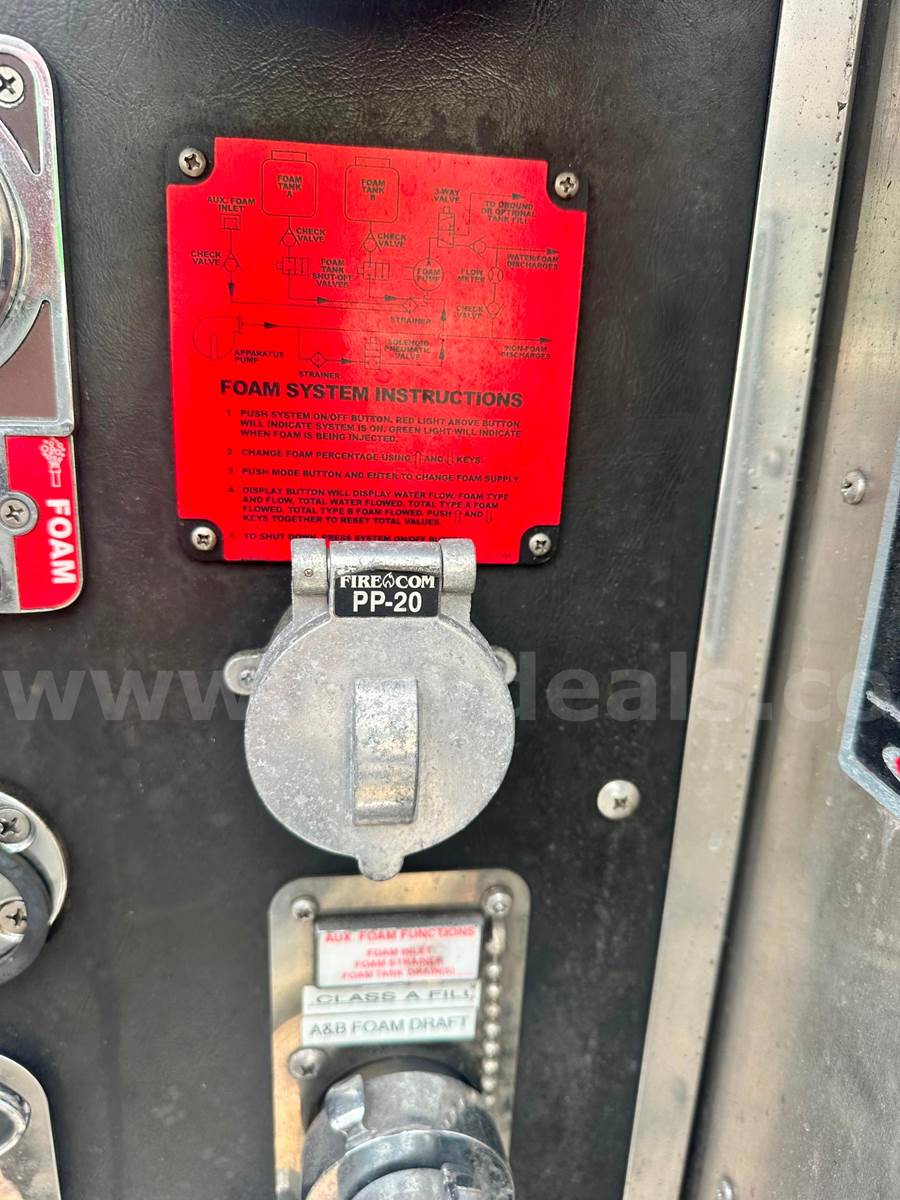 FOAM
TANK
A
FOAM
TANK
B
AUX. FOAM
INLET
3-WAY
VALVE
TO GROUND
OR OPTIONAL
TANK FILL
CHECK
VALVE
CHECK
VALVE
CHECK
VALVE
FOAM
TANK
SHUT-OFF
VALVES
FOAM
PUMP
FLOW
METER
WATER/FOAM
DISCHARGES
STRAINER
CHECK
VALVE
APPARATUS
PUMP
STRAINER
SOLENOID
PNEUMATIC
VALVE
NON-FOAM
DISCHARGES
FOAM SYSTEM INSTRUCTIONS
1 PUSH SYSTEM ON/OFF BUTTON. RED LIGHT ABOVE BUTTON
WILL INDICATE SYSTEM IS ON. GREEN LIGHT WILL INDICATE
WHEN FOAM IS BEING INJECTED.
2 CHANGE FOAM PERCENTAGE USING ⇧ AND ⇩ KEYS.
3 PUSH MODE BUTTON AND ENTER TO CHANGE FOAM SUPPLY.
4 DISPLAY BUTTON WILL DISPLAY WATER FLOW, FOAM TYPE
AND FLOW, TOTAL WATER FLOWED, TOTAL TYPE A FOAM
FLOWED, TOTAL TYPE B FOAM FLOWED. PUSH ⇧ AND ⇩
KEYS TOGETHER TO RESET TOTAL VALUES.
5 TO SHUT DOWN, PRESS SYSTEM ON/OFF
FOAM
FIRE COM
PP-20
www. deals.co
AUX. FOAM FUNCTIONS
FOAM INLET
FOAM STRAINER
FOAM TANK DRAIN(S)
CLASS A FILL
A&B FOAM DRAFT